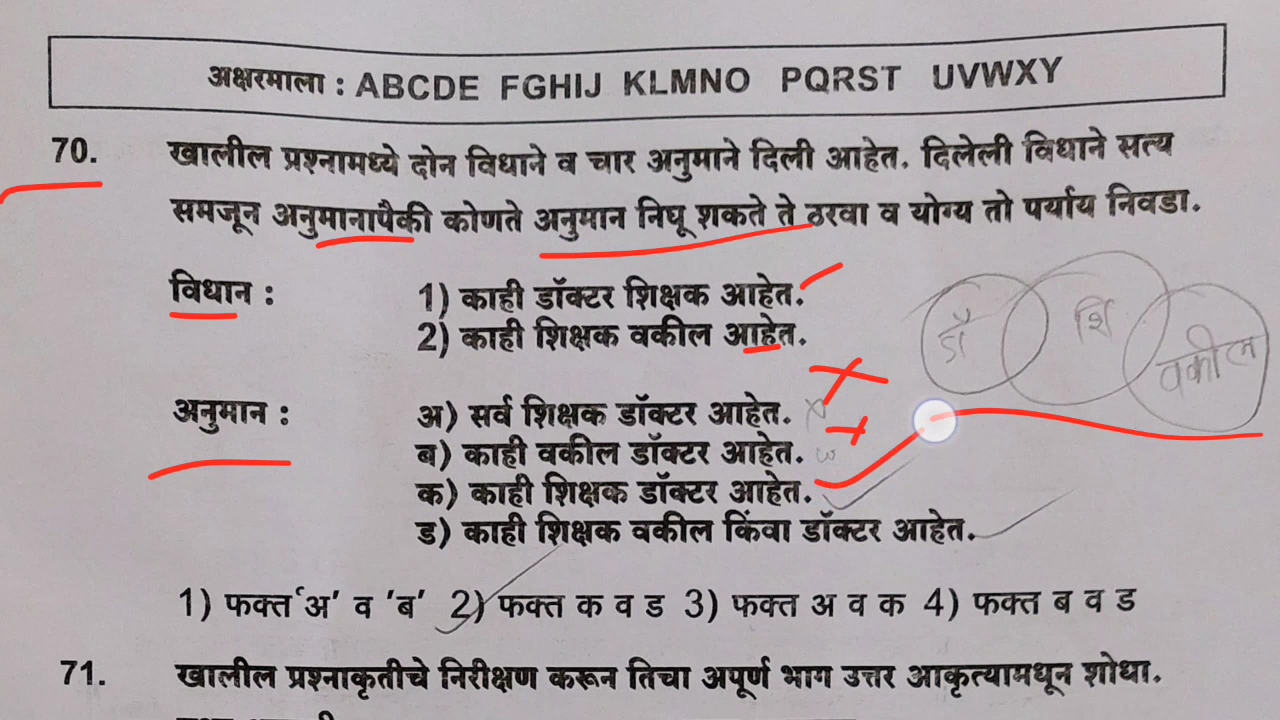 अक्षरमाला : ABCDE FGHIJ KLMNO PQRST UVWXY
70. खालील प्रश्नामध्ये दोन विधाने व चार अनुमाने दिली आहेत. दिलेली विधाने सत्य
समजून अनुमानापैकी कोणते अनुमान निघू शकते ते ठरवा व योग्य तो पर्याय निवडा.
विधान : 1) काही डॉक्टर शिक्षक आहेत.
2) काही शिक्षक वकील आहेत.
डॉ शि वकील
अनुमान : अ) सर्व शिक्षक डॉक्टर आहेत.
ब) काही वकील डॉक्टर आहेत.
क) काही शिक्षक डॉक्टर आहेत.
ड) काही शिक्षक वकील किंवा डॉक्टर आहेत.
1) फक्त ‘अ’ व ’ब’ 2) फक्त क व ड 3) फक्त अ व क 4) फक्त ब व ड
71. खालील प्रश्नाकृतीचे निरीक्षण करून तिचा अपूर्ण भाग उत्तर आकृत्यामधून शोधा.